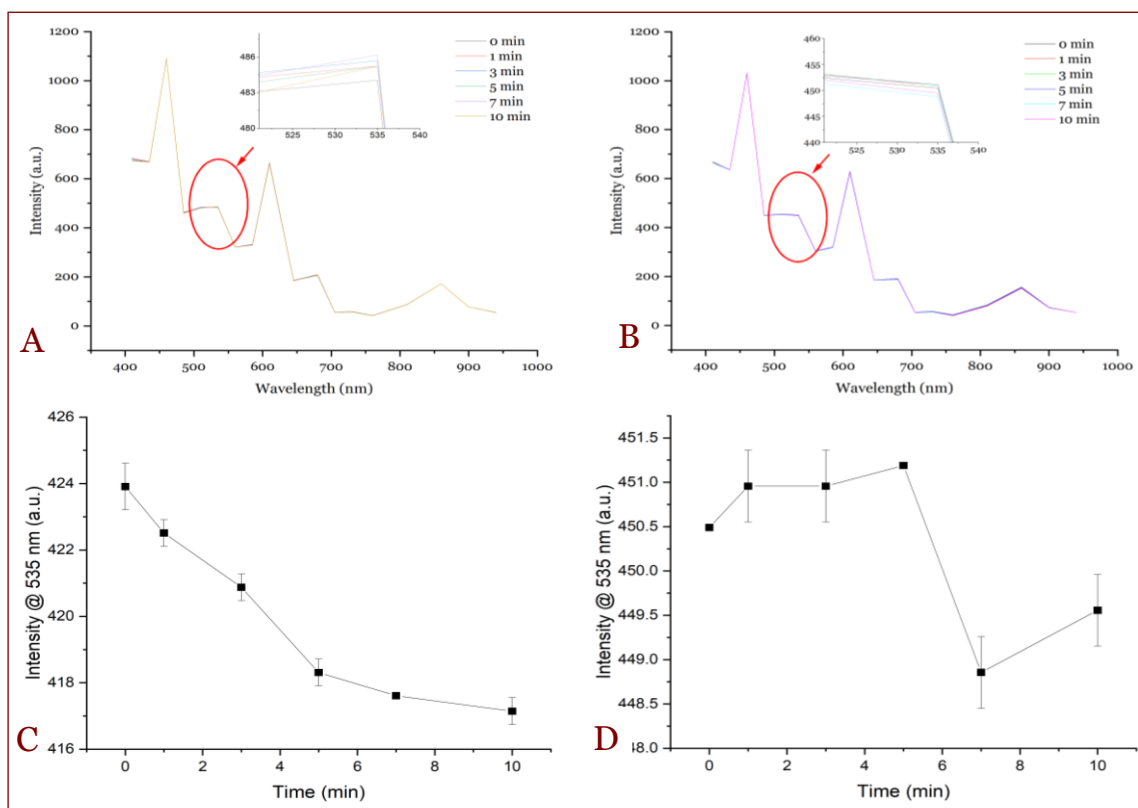 1200
1000
800
600
400
200
0
Intensity (a.u.)
400 500 600 700 800 900 1000
Wavelength (nm)
486
483
480
525 530 535 540
0 min
1 min
3 min
5 min
7 min
10 min
A
1200
1000
800
600
400
200
0
Intensity (a.u.)
400 500 600 700 800 900 1000
Wavelength (nm)
460
455
450
445
440
525 530 535 540
0 min
1 min
3 min
5 min
7 min
10 min
B
426
424
422
420
418
416
Intensity @ 535 nm (a.u.)
0 2 4 6 8 10
Time (min)
C
451.5
451.0
450.5
450.0
449.5
449.0
448.5
48.0
Intensity @ 535 nm (a.u.)
0 2 4 6 8 10
Time (min)
D